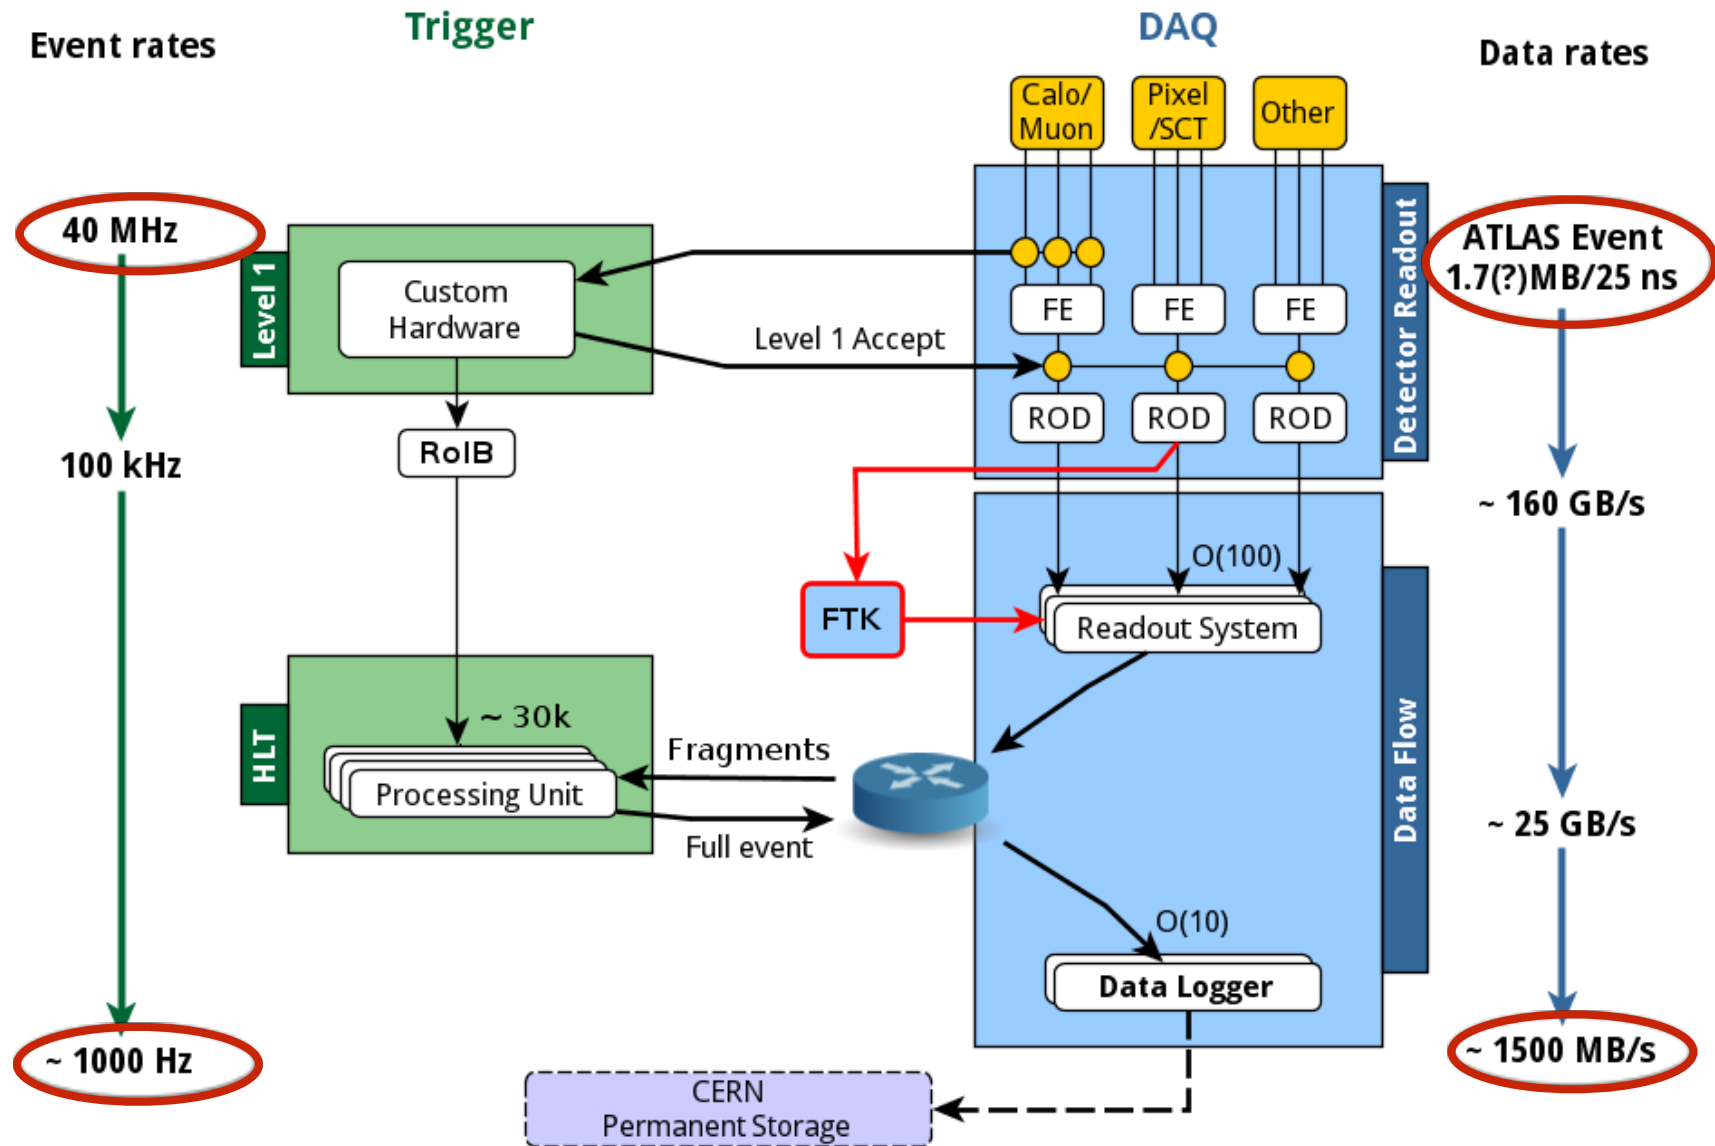 Event rates
Trigger
DAQ
Data rates
Calo/
Muon
Pixel
/SCT
Other
40 MHz
Level 1
Custom
Hardware
Level 1 Accept
FE
FE
FE
ROD
ROD
ROD
Detector Readout
ATLAS Event
1.7(?)MB/25 ns
100 kHz
RoIB
~ 160 GB/s
O(100)
FTK
Readout System
HLT
~ 30k
Processing Unit
Fragments
Full event
Data Flow
~ 25 GB/s
O(10)
Data Logger
~ 1000 Hz
~ 1500 MB/s
CERN
Permanent Storage